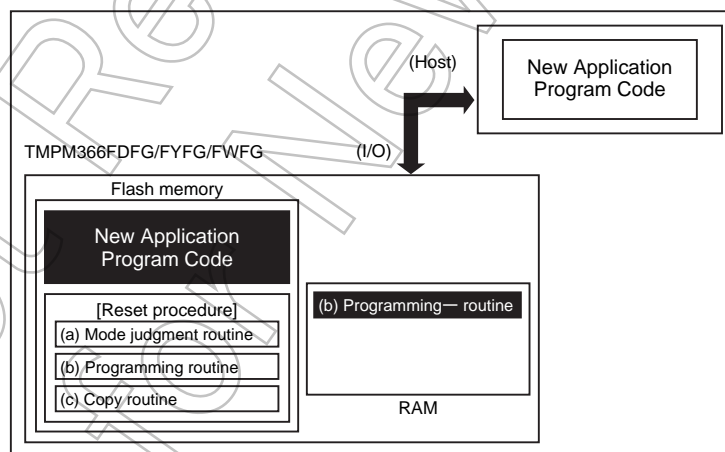 (Host)
New Application
Program Code
TMPM366FDFG/FYFG/FWFG
(I/O)
Flash memory
New Application
Program Code
[Reset procedure]
(a) Mode judgment routine
(b) Programming routine
(c) Copy routine
(b) Programming— routine
RAM